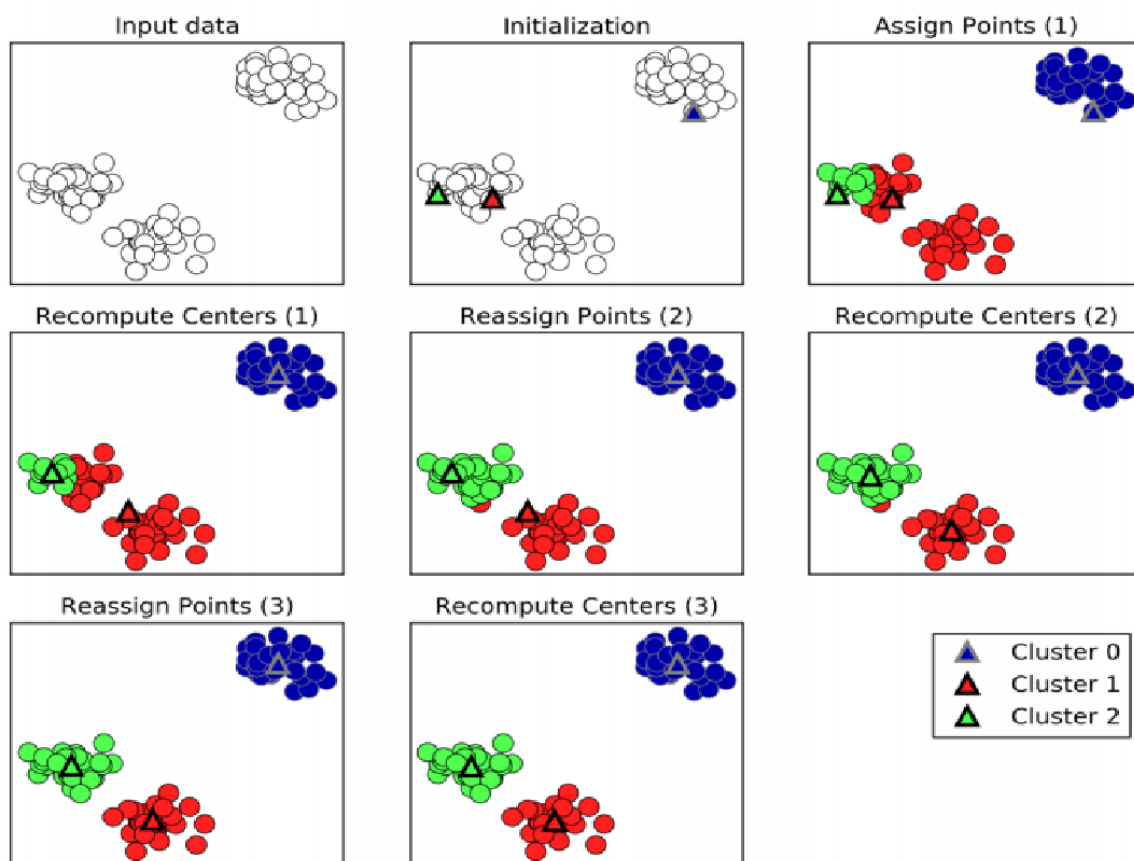 Input data
Initialization
Assign Points (1)
Recompute Centers (1)
Reassign Points (2)
Recompute Centers (2)
Reassign Points (3)
Recompute Centers (3)
Cluster 0
Cluster 1
Cluster 2